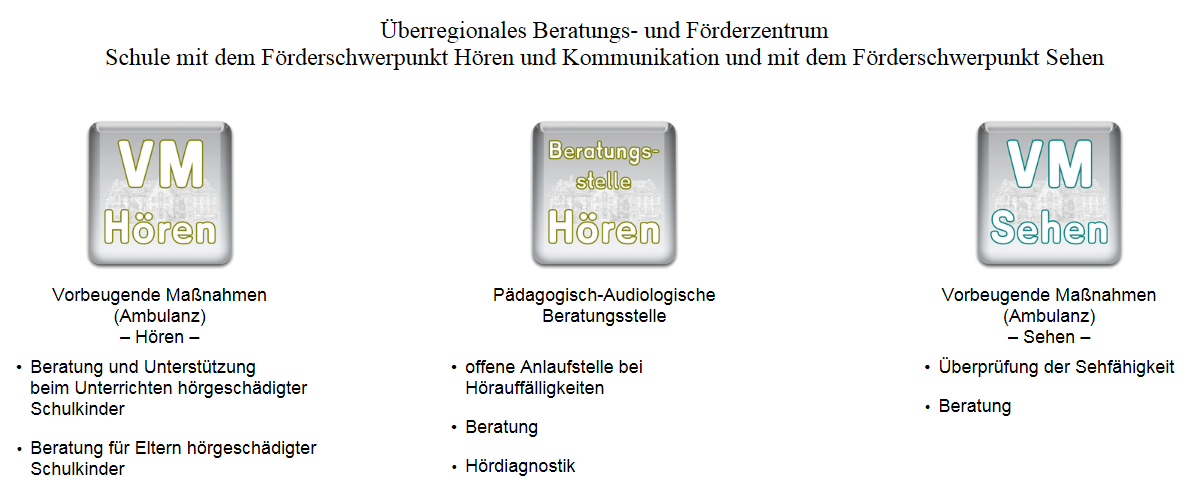 Überregionales Beratungs- und Förderzentrum
Schule mit dem Förderschwerpunkt Hören und Kommunikation und mit dem Förderschwerpunkt Sehen
VM
Hören
Vorbeugende Maßnahmen
(Ambulanz)
– Hören –
• Beratung und Unterstützung
beim Unterrichten hörgeschädigter
Schulkinder
• Beratung für Eltern hörgeschädigter
Schulkinder
Beratungs-
stelle
Hören
Pädagogisch-Audiologische
Beratungsstelle
• offene Anlaufstelle bei
Hörauffälligkeiten
• Beratung
• Hördiagnostik
VM
Sehen
Vorbeugende Maßnahmen
(Ambulanz)
– Sehen –
• Überprüfung der Sehfähigkeit
• Beratung